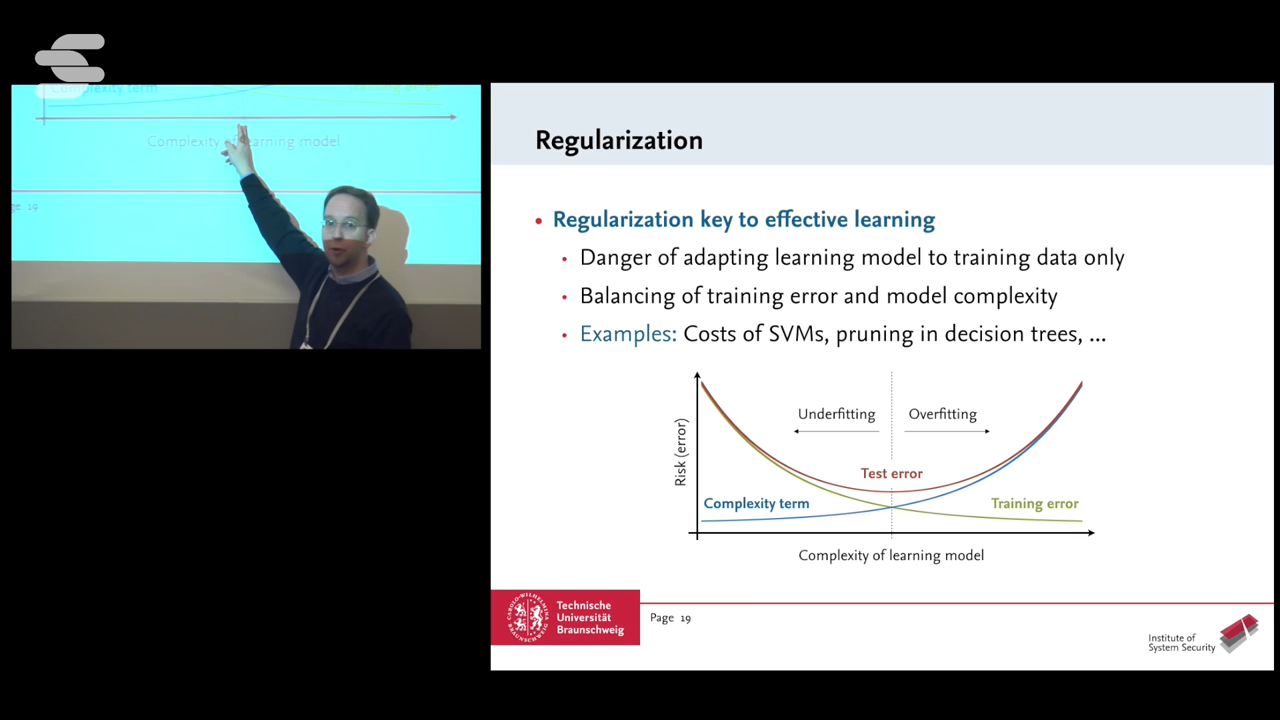 Complexity term
Training error
Complexity of learning model
ge 19
Regularization
• Regularization key to effective learning
• Danger of adapting learning model to training data only
• Balancing of training error and model complexity
• Examples: Costs of SVMs, pruning in decision trees, ...
Risk (error)
Underfitting
Overfitting
Test error
Complexity term
Training error
Complexity of learning model
Technische
Universität
Braunschweig
Page 19
Institute of
System Security